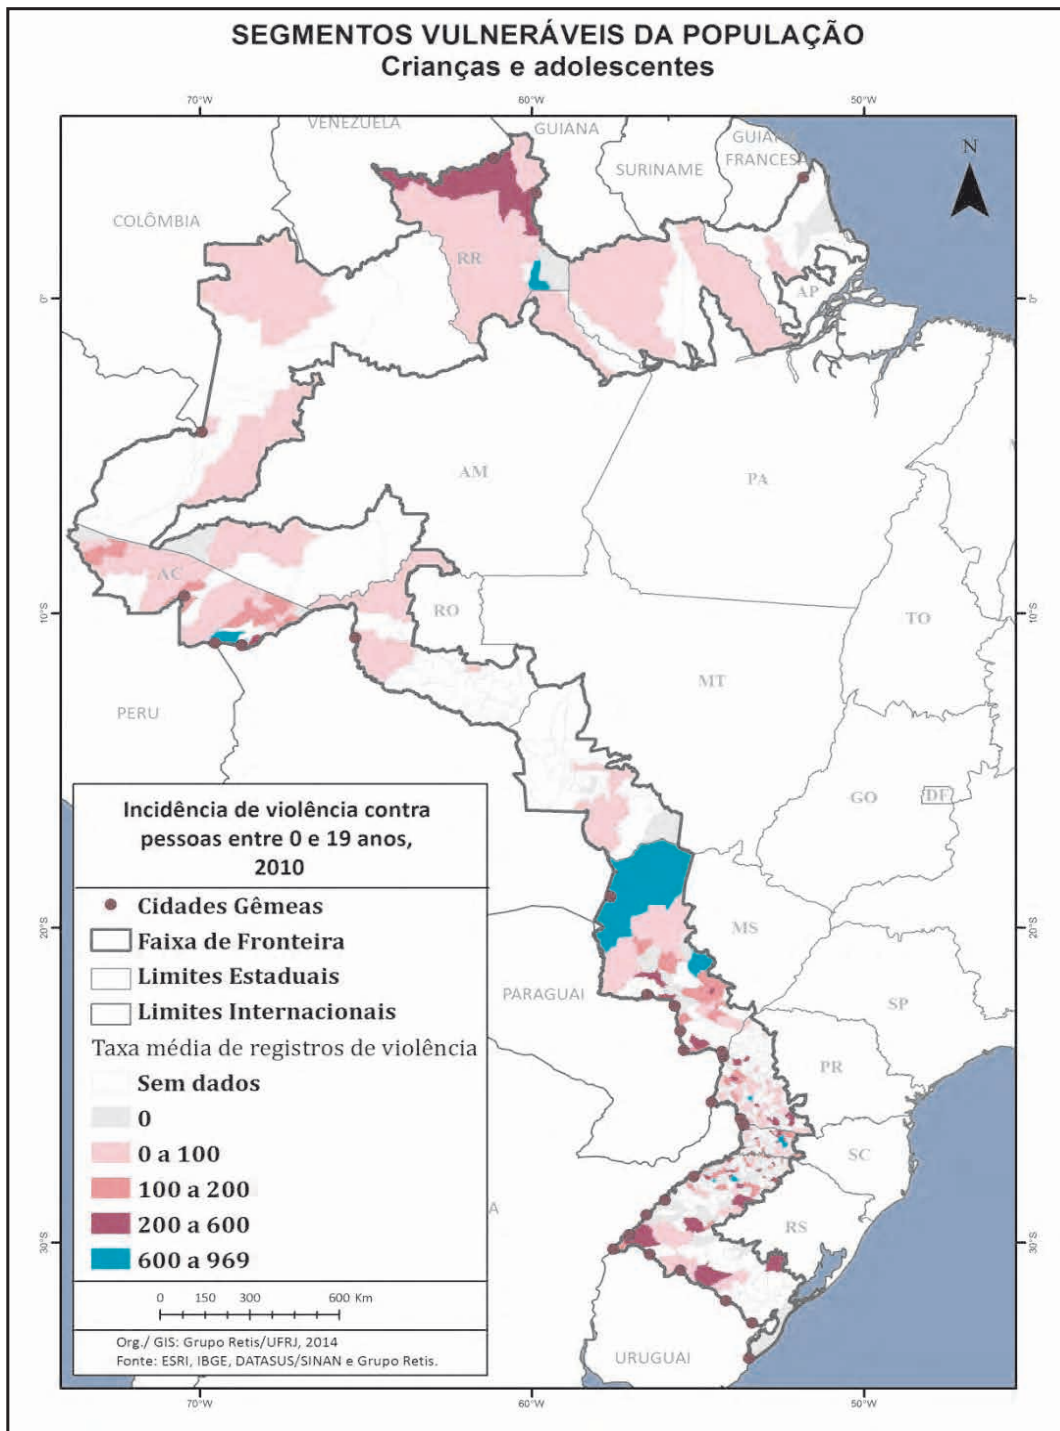 SEGMENTOS VULNERÁVEIS DA POPULAÇÃO
Crianças e adolescentes
70°W
60°W
50°W
VENEZUELA
GUIANA
GUIANA
FRANCESA
SURINAME
N
COLÔMBIA
RR
AP
0°
0°
AM
PA
AC
RO
10°S
10°S
TO
MT
PERU
GO
DF
Incidência de violência contra
pessoas entre 0 e 19 anos,
2010
Cidades Gêmeas
Faixa de Fronteira
Limites Estaduais
Limites Internacionais
Taxa média de registros de violência
Sem dados
0
0 a 100
100 a 200
200 a 600
600 a 969
0 150 300 600 Km
Org./ GIS: Grupo Retis/UFRJ, 2014
Fonte: ESRI, IBGE, DATASUS/SINAN e Grupo Retis.
20°S
20°S
MS
PARAGUAI
SP
PR
SC
A
RS
30°S
30°S
URUGUAI
70°W
60°W
50°W